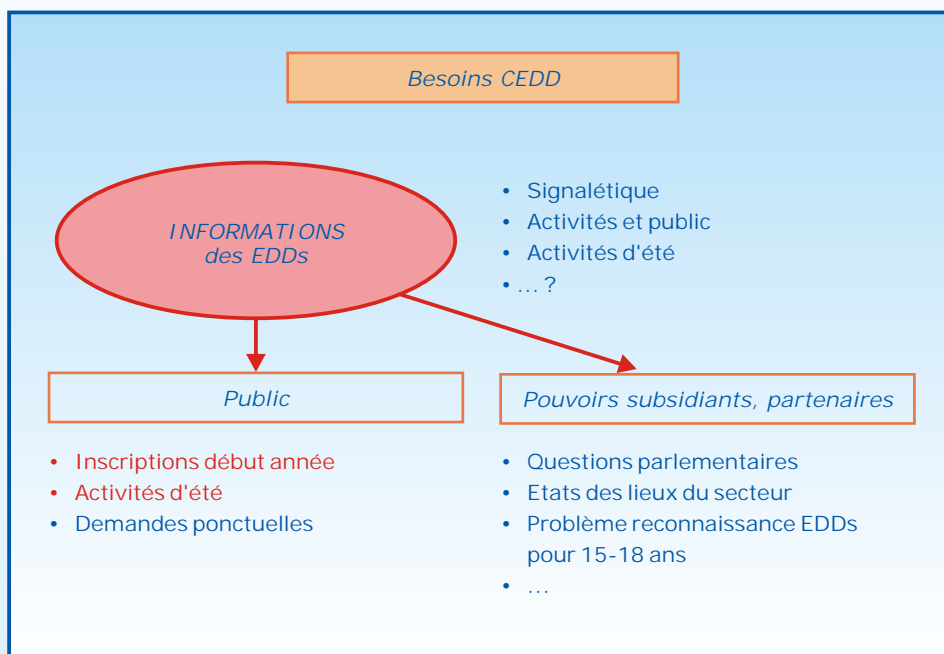 Besoins CEDD
INFORMATIONS
des EDDs
• Signalétique
• Activités et public
• Activités d'été
• ... ?
Public
• Inscriptions début année
• Activités d'été
• Demandes ponctuelles
Pouvoirs subsidiants, partenaires
• Questions parlementaires
• Etats des lieux du secteur
• Problème reconnaissance EDDs
pour 15-18 ans
• ...